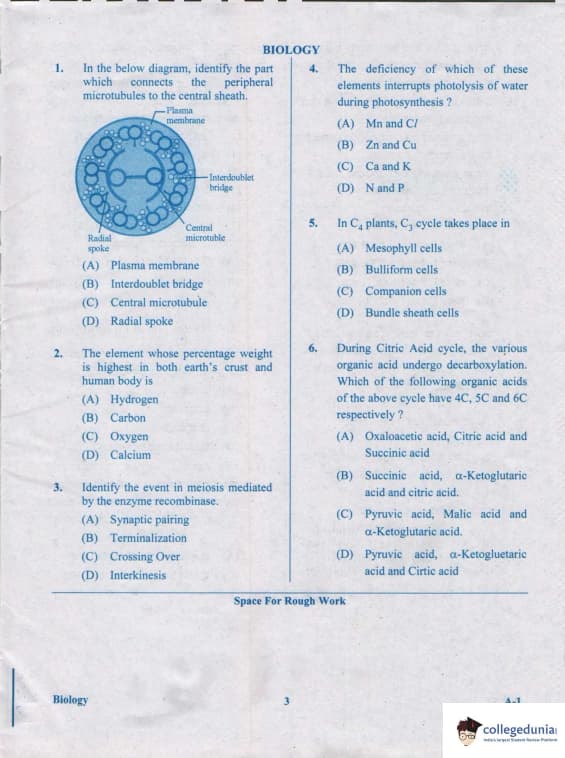 BIOLOGY
1. In the below diagram, identify the part
which connects the peripheral
microtubules to the central sheath.
Plasma
membrane
Interdoublet
bridge
Central
microtuble
Radial
spoke
(A) Plasma membrane
(B) Interdoublet bridge
(C) Central microtubule
(D) Radial spoke
2. The element whose percentage weight
is highest in both earth's crust and
human body is
(A) Hydrogen
(B) Carbon
(C) Oxygen
(D) Calcium
3. Identify the event in meiosis mediated
by the enzyme recombinase.
(A) Synaptic pairing
(B) Terminalization
(C) Crossing Over
(D) Interkinesis
4. The deficiency of which of these
elements interrupts photolysis of water
during photosynthesis ?
(A) Mn and Cl
(B) Zn and Cu
(C) Ca and K
(D) N and P
5. In C₄ plants, C₃ cycle takes place in
(A) Mesophyll cells
(B) Bulliform cells
(C) Companion cells
(D) Bundle sheath cells
6. During Citric Acid cycle, the various
organic acid undergo decarboxylation.
Which of the following organic acids
of the above cycle have 4C, 5C and 6C
respectively ?
(A) Oxaloacetic acid, Citric acid and
Succinic acid
(B) Succinic acid, α-Ketoglutaric
acid and citric acid.
(C) Pyruvic acid, Malic acid and
α-Ketoglutaric acid.
(D) Pyruvic acid, α-Ketogluetaric
acid and Cirtic acid
Space For Rough Work
Biology
3
A-1
collegedunia
India's largest Student Review Platform